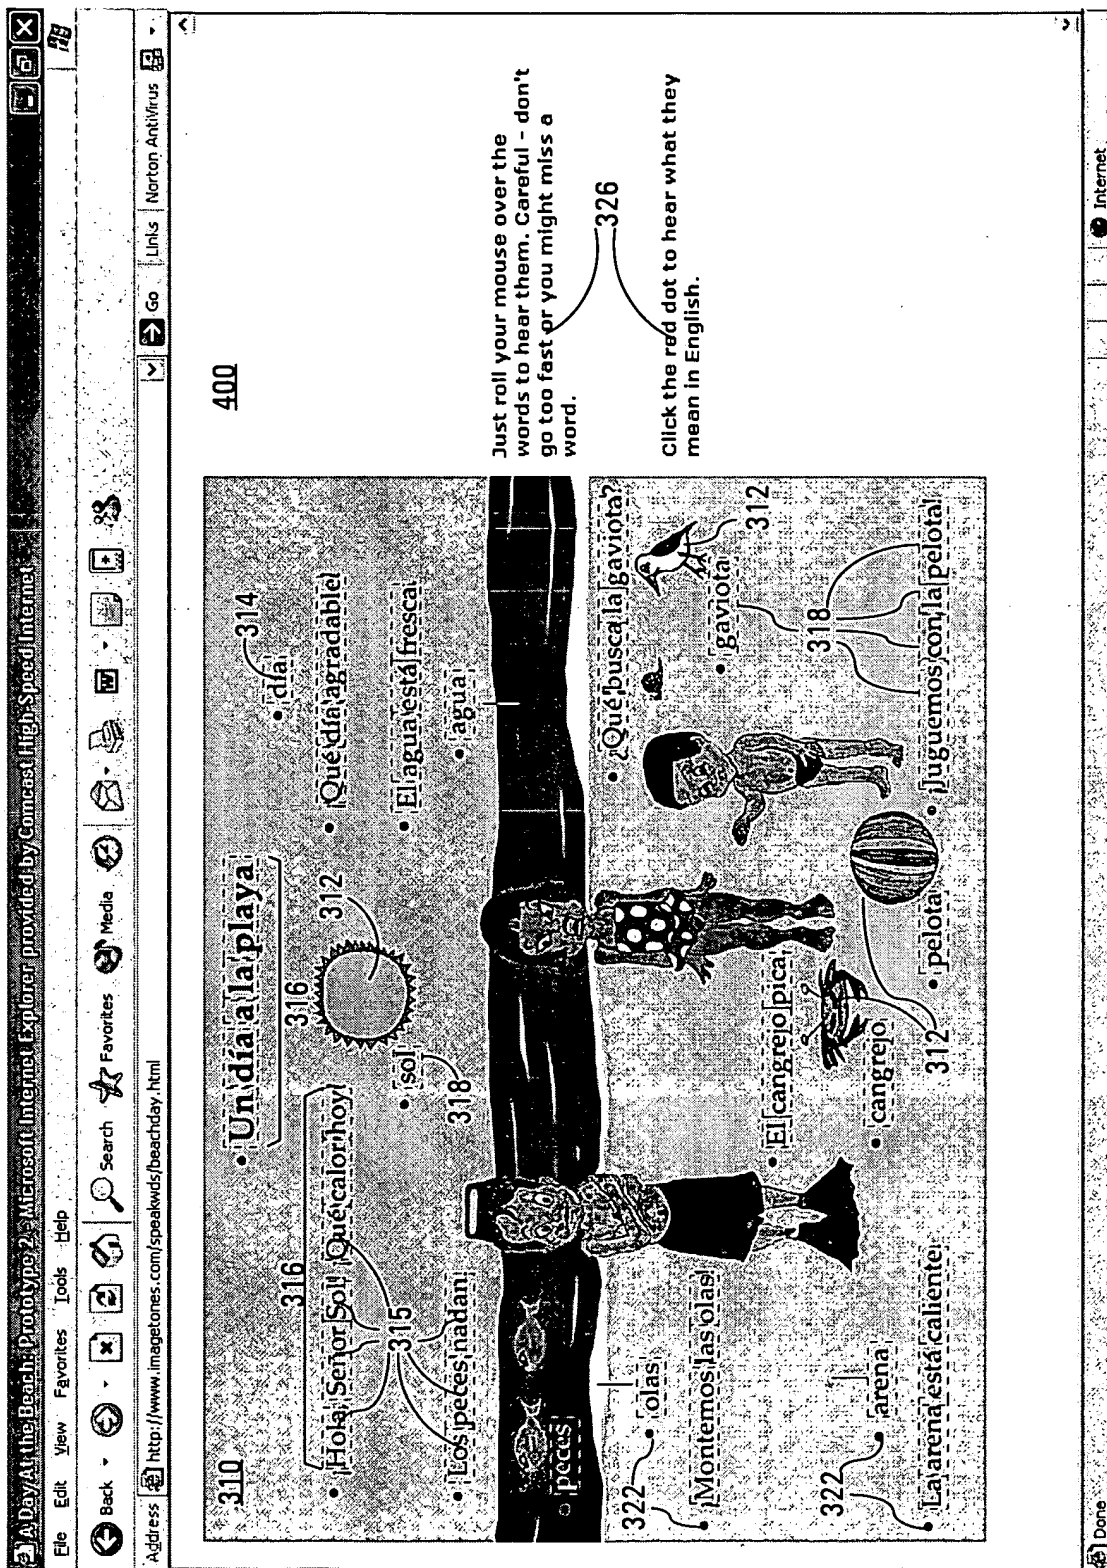 A Day At the Beach: Prototype 2 - Microsoft Internet Explorer provided by Comcast High-Speed Internet
File Edit View Favorites Tools Help
Back Search Favorites Media
Address http://www.imagetones.com/speakwids/beachday.html Go Links Norton AntiVirus
310
400
• Un día a la playa
316
• día
314
316
• ¡Hola, Señor Sol! ¡Qué calor hoy!
312
• Qué día agradable
• sol
318
• El agua está fresca
315
• Los peces nadan
• agua
peces
Just roll your mouse over the
words to hear them. Careful - don't
go too fast or you might miss a
word.
326
Click the red dot to hear what they
mean in English.
322
• olas
• ¿Qué busca la gaviota?
• ¡Montemos las olas!
• El cangrejo pica
• gaviota
312
322
• arena
• cangrejo
318
• La arena está caliente
312
• pelota
• ¡Juguemos con la pelota!
Done
Internet